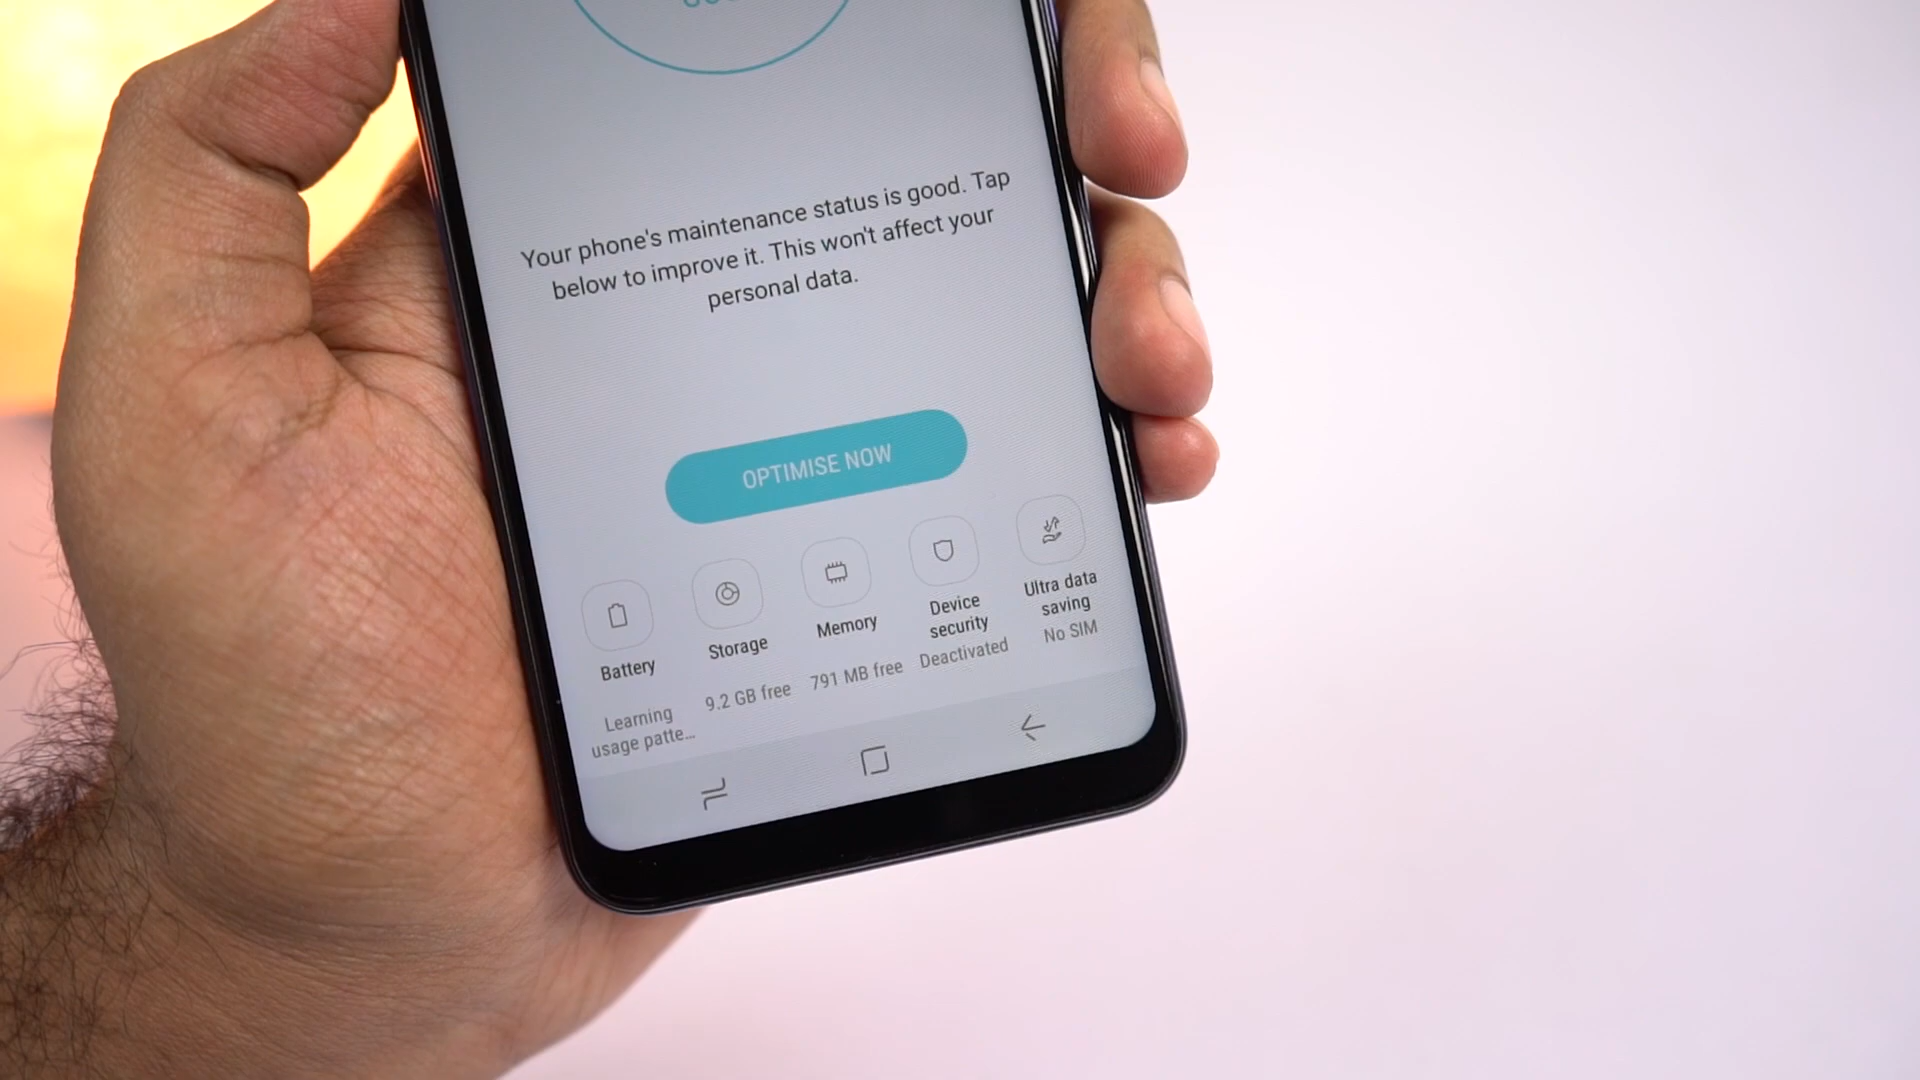 Your phone's maintenance status is good. Tap
below to improve it. This won't affect your
personal data.
OPTIMISE NOW
Battery
Learning
usage patte...
Storage
9.2 GB free
Memory
791 MB free
Device
security
Deactivated
Ultra data
saving
No SIM